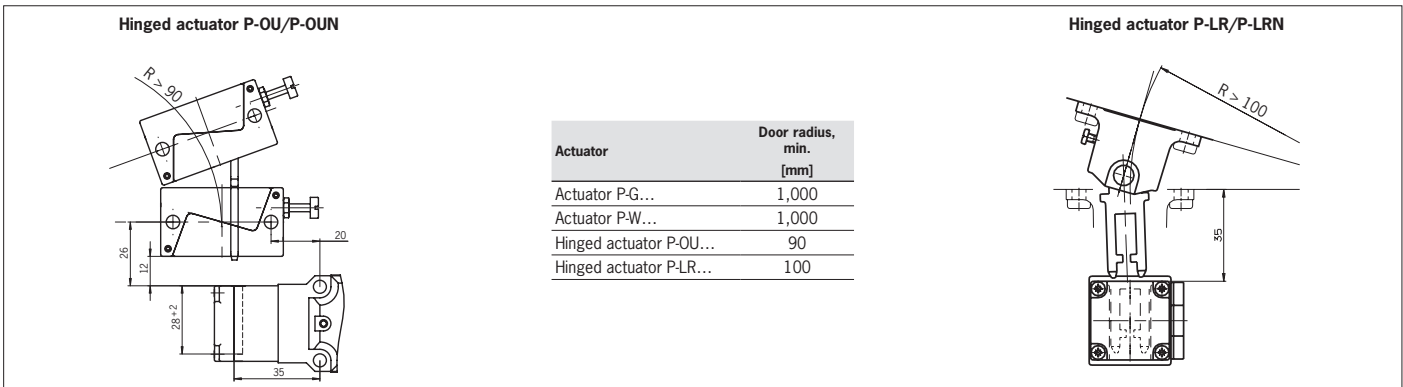 Hinged actuator P-OU/P-OUN
R > 90
20
26
12
28+2
35
Actuator
Door radius,
min.
[mm]
Actuator P-G… 1,000
Actuator P-W… 1,000
Hinged actuator P-OU… 90
Hinged actuator P-LR… 100
Hinged actuator P-LR/P-LRN
R > 100
35